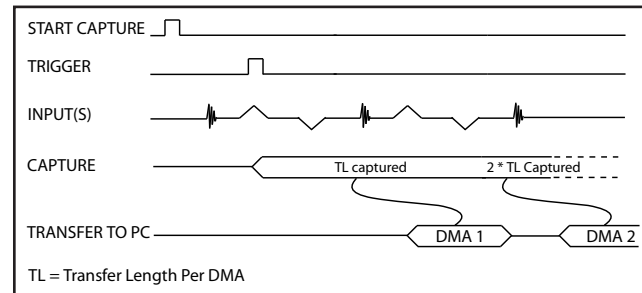 START CAPTURE
TRIGGER
INPUT(S)
CAPTURE
TL captured
2 * TL Captured
TRANSFER TO PC
DMA 1
DMA 2
TL = Transfer Length Per DMA